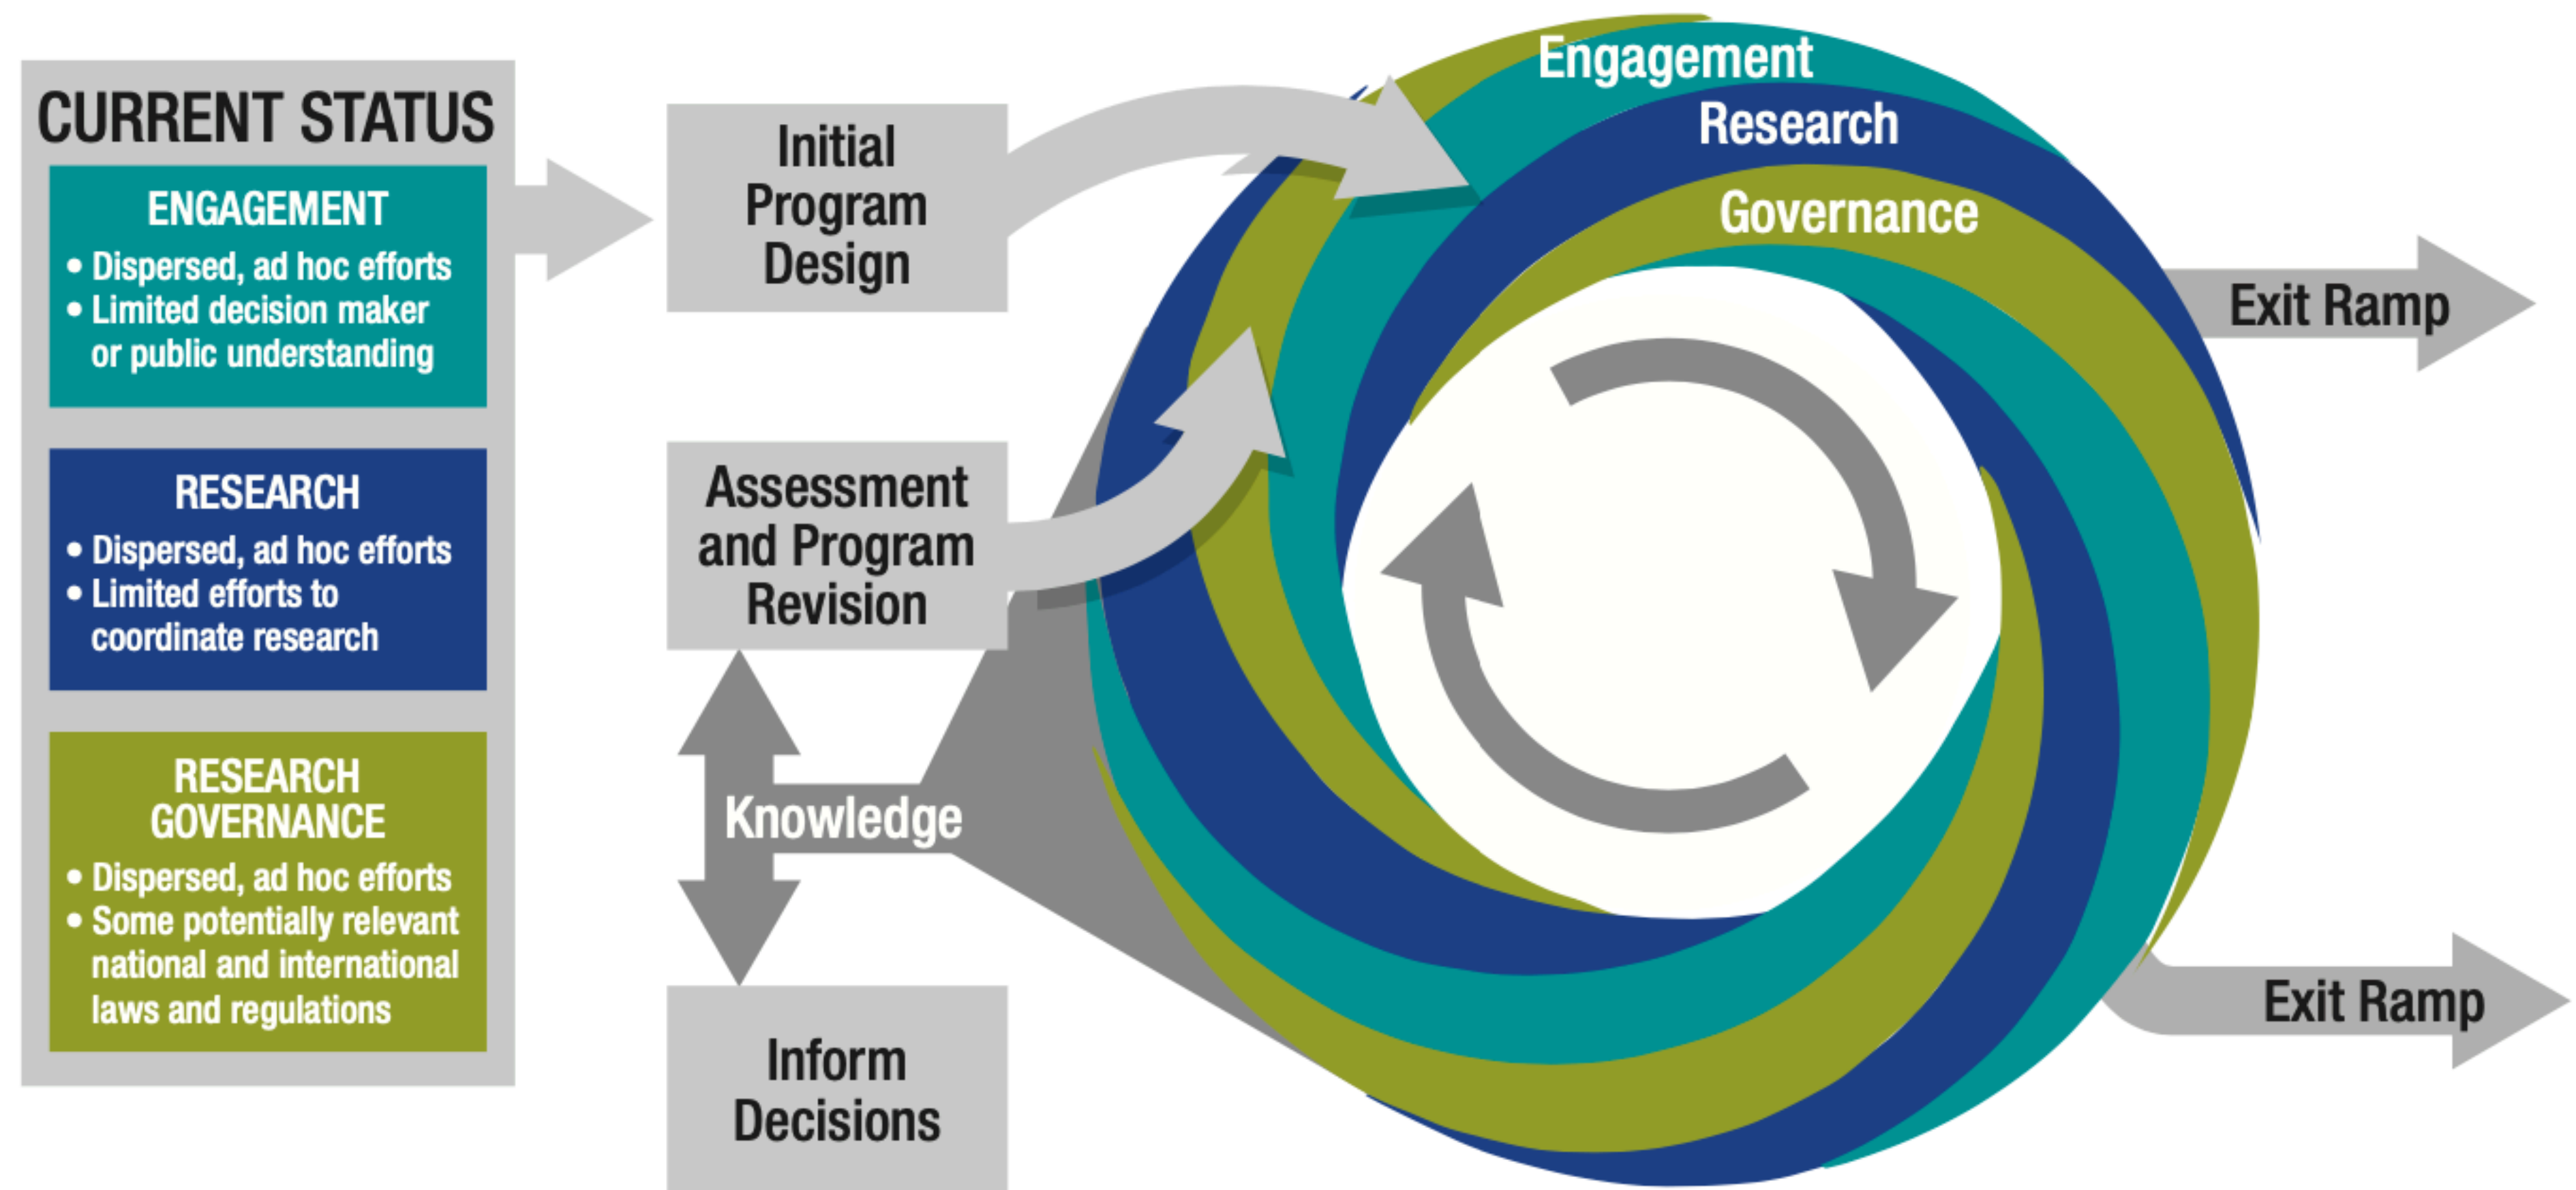 CURRENT STATUS
ENGAGEMENT
• Dispersed, ad hoc efforts
• Limited decision maker
or public understanding
RESEARCH
• Dispersed, ad hoc efforts
• Limited efforts to
coordinate research
RESEARCH
GOVERNANCE
• Dispersed, ad hoc efforts
• Some potentially relevant
national and international
laws and regulations
Initial
Program
Design
Assessment
and Program
Revision
Knowledge
Inform
Decisions
Engagement
Research
Governance
Exit Ramp
Exit Ramp